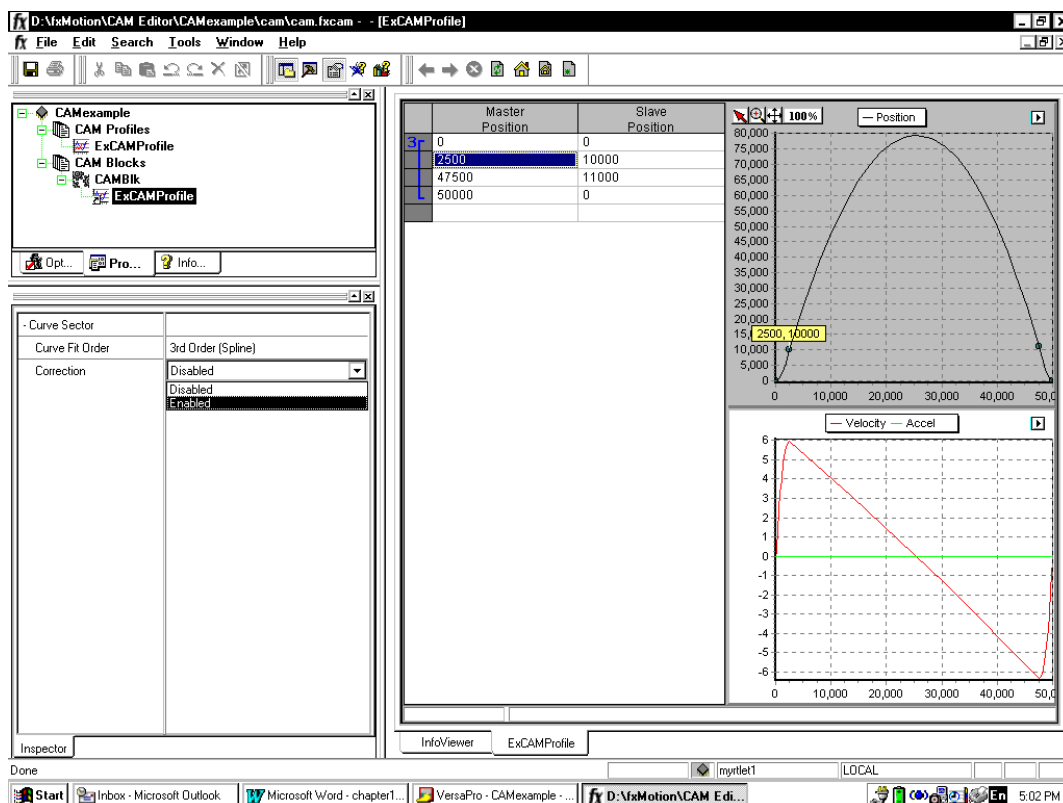 fx D:\fxMotion\CAM Editor\CAMexample\cam\cam.fxcam - - [ExCAMProfile]
fx File Edit Search Tools Window Help
100%
CAMexample
CAM Profiles
ExCAMProfile
CAM Blocks
CAMBlk
ExCAMProfile
Opt... Pro... Info...
- Curve Sector
Curve Fit Order 3rd Order (Spline)
Correction Disabled
Disabled
Enabled
Inspector
Master Position Slave Position
3 0 0
2500 10000
47500 11000
50000 0
100% Position
80,000
75,000
70,000
65,000
60,000
55,000
50,000
45,000
40,000
35,000
30,000
25,000
20,000
15, 2500, 10000
10,000
5,000
0
0 10,000 20,000 30,000 40,000 50,0
Velocity Accel
6
5
4
3
2
1
0
-1
-2
-3
-4
-5
-6
0 10,000 20,000 30,000 40,000 50,0
InfoViewer ExCAMProfile
Done myrtlet1 LOCAL
Start Inbox - Microsoft Outlook Microsoft Word - chapter1... VersaPro - CAMexample - ... fx D:\fxMotion\CAM Edi... En 5:02 PM